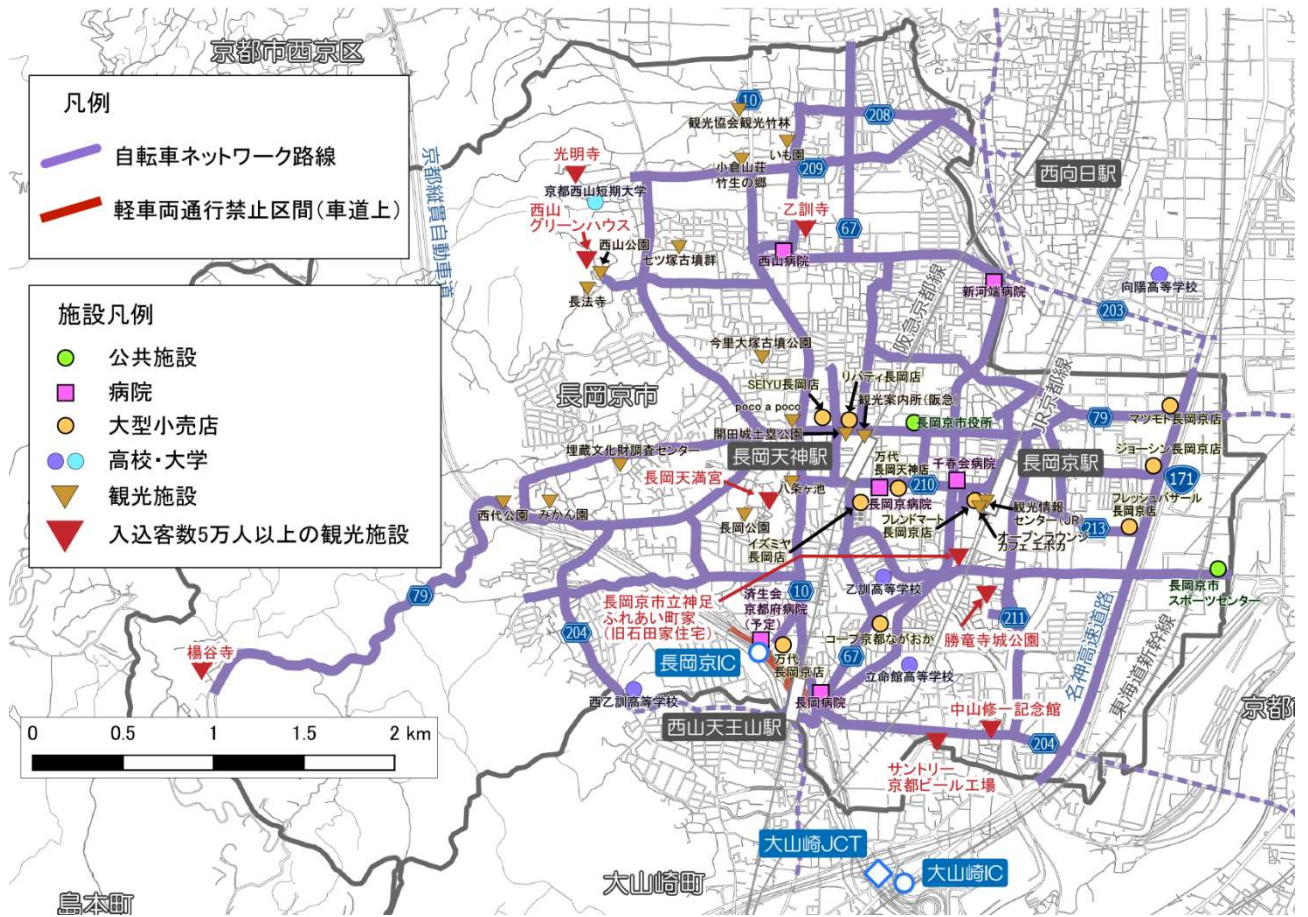 京都市西京区
凡例
自転車ネットワーク路線
軽車両通行禁止区間(車道上)
施設凡例
公共施設
病院
大型小売店
高校・大学
観光施設
入込客数5万人以上の観光施設
京都縦貫自動車道
10
観光協会観光竹林
208
いも園
小倉山荘
竹生の郷
209
光明寺
京都西山短期大学
西山
グリーンハウス
西山公園
七ツ塚古墳群
長法寺
乙訓寺
67
西山病院
西向日駅
新河端病院
向陽高等学校
203
阪急京都線
JR京都線
今里大塚古墳公園
長岡京市
SEIYU長岡店
リバティ長岡店
観光案内所(阪急)
poco a poco
開田城土塁公園
長岡京市役所
79
マツモト長岡京店
ジョーシン長岡京店
埋蔵文化財調査センター
長岡天神駅
万代
長岡天神店
千春会病院
長岡京駅
171
210
長岡天満宮
八条ヶ池
長岡京病院
フレンドマート
長岡京店
観光情報
センター(JR)
オープンラウンジ
カフェ エポカ
フレッシュバザール
長岡京店
213
西代公園
みかん園
長岡公園
イズミヤ
長岡店
乙訓高等学校
長岡京市
スポーツセンター
79
204
長岡京市立神足
ふれあい町家
(旧石田家住宅)
済生会
京都府病院
(予定)
10
211
勝竜寺城公園
コープ京都ながおか
楊谷寺
長岡京IC
万代
長岡京店
67
立命館高等学校
名神高速道路
東海道新幹線
西乙訓高等学校
長岡病院
中山修一記念館
京都市
西山天王山駅
204
サントリー
京都ビール工場
0 0.5 1 1.5 2 km
大山崎JCT
大山崎IC
大山崎町
島本町